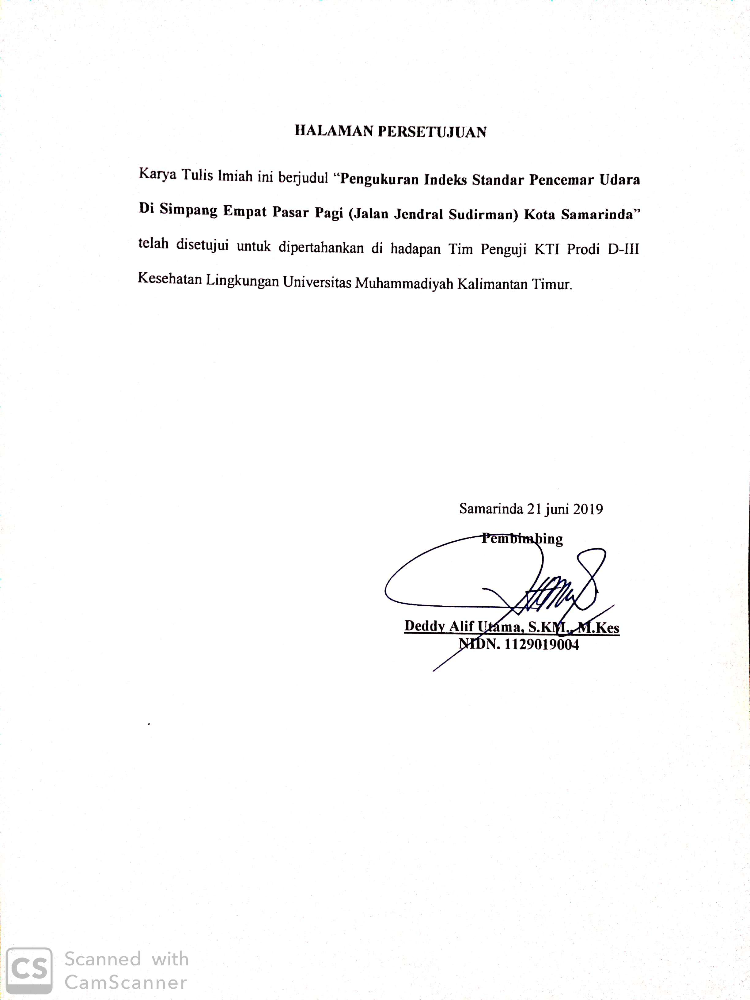 HALAMAN PERSETUJUAN
Karya Tulis lmiah ini berjudul “Pengukuran Indeks Standar Pencemar Udara
Di Simpang Empat Pasar Pagi (Jalan Jendral Sudirman) Kota Samarinda”
telah disetujui untuk dipertahankan di hadapan Tim Penguji KTI Prodi D-III
Kesehatan Lingkungan Universitas Muhammadiyah Kalimantan Timur.
Samarinda 21 juni 2019
Pembimbing
Deddy Alif Utama, S.KM., M.Kes
NIDN. 1129019004
CS
Scanned with
CamScanner